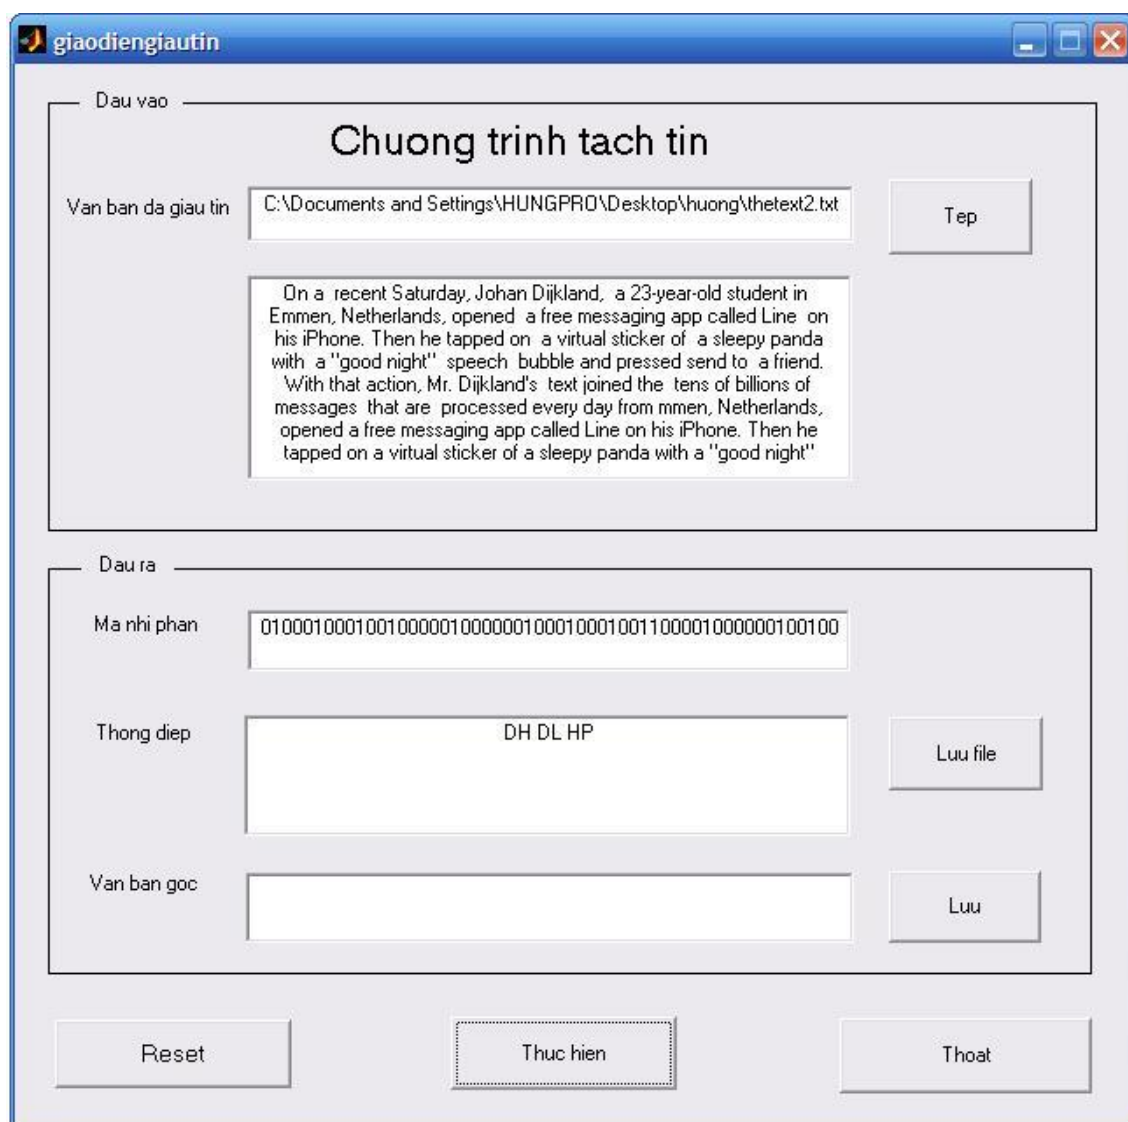 giaodiengiautin
Dau vao
Chuong trinh tach tin
Van ban da giau tin
C:\Documents and Settings\HUNGPRO\Desktop\huong\thetext2.txt
Tep
On a  recent Saturday, Johan Dijkland,  a 23-year-old student in
Emmen, Netherlands, opened  a free messaging app called Line  on
his iPhone. Then he tapped on  a virtual sticker of  a sleepy panda
with  a "good night"  speech  bubble and pressed send to  a friend.
With that action, Mr. Dijkland's  text joined the  tens of billions of
messages  that are  processed every day from mmen, Netherlands,
opened a free messaging app called Line on his iPhone. Then he
tapped on a virtual sticker of a sleepy panda with a "good night"
Dau ra
Ma nhi phan
0100010001001000001000000100010001001100001000000100100
Thong diep
DH DL HP
Luu file
Van ban goc
Luu
Reset
Thuc hien
Thoat